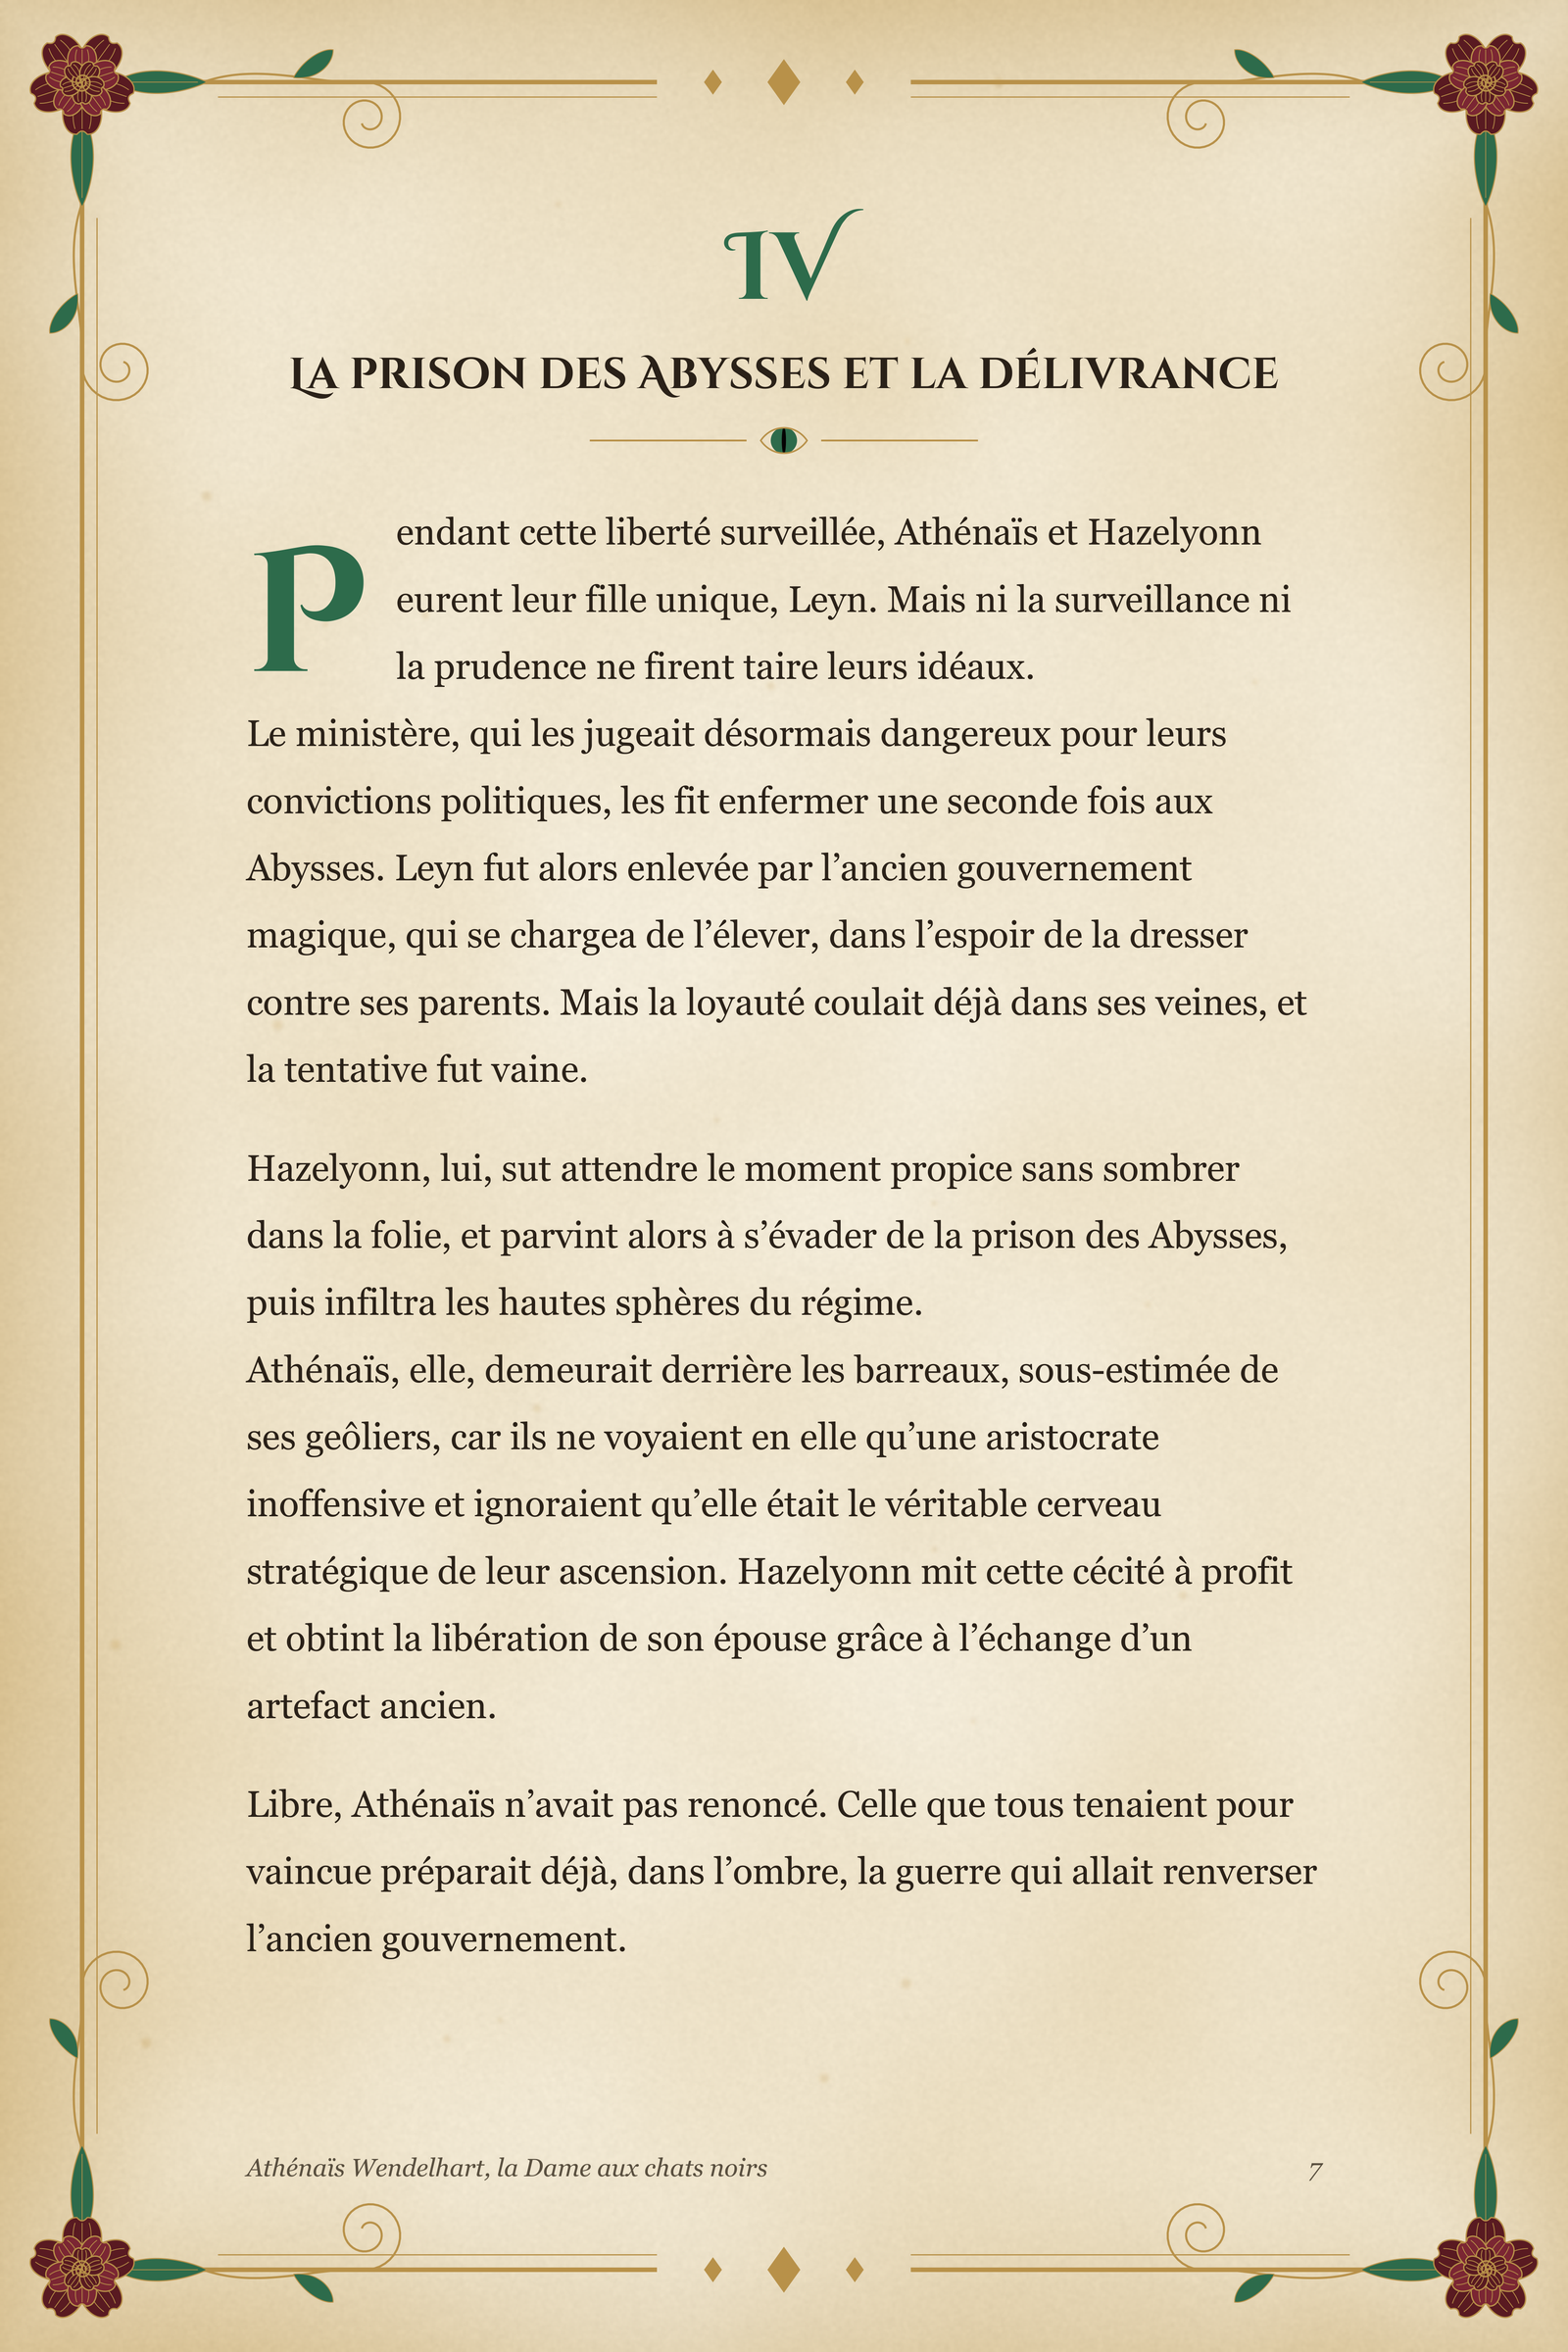 IV
La prison des Abysses et la délivrance
Pendant cette liberté surveillée, Athénaïs et Hazelyonn
eurent leur fille unique, Leyn. Mais ni la surveillance ni
la prudence ne firent taire leurs idéaux.
Le ministère, qui les jugeait désormais dangereux pour leurs
convictions politiques, les fit enfermer une seconde fois aux
Abysses. Leyn fut alors enlevée par l’ancien gouvernement
magique, qui se chargea de l’élever, dans l’espoir de la dresser
contre ses parents. Mais la loyauté coulait déjà dans ses veines, et
la tentative fut vaine.
Hazelyonn, lui, sut attendre le moment propice sans sombrer
dans la folie, et parvint alors à s’évader de la prison des Abysses,
puis infiltra les hautes sphères du régime.
Athénaïs, elle, demeurait derrière les barreaux, sous-estimée de
ses geôliers, car ils ne voyaient en elle qu’une aristocrate
inoffensive et ignoraient qu’elle était le véritable cerveau
stratégique de leur ascension. Hazelyonn mit cette cécité à profit
et obtint la libération de son épouse grâce à l’échange d’un
artefact ancien.
Libre, Athénaïs n’avait pas renoncé. Celle que tous tenaient pour
vaincue préparait déjà, dans l’ombre, la guerre qui allait renverser
l’ancien gouvernement.
Athénaïs Wendelhart, la Dame aux chats noirs
7